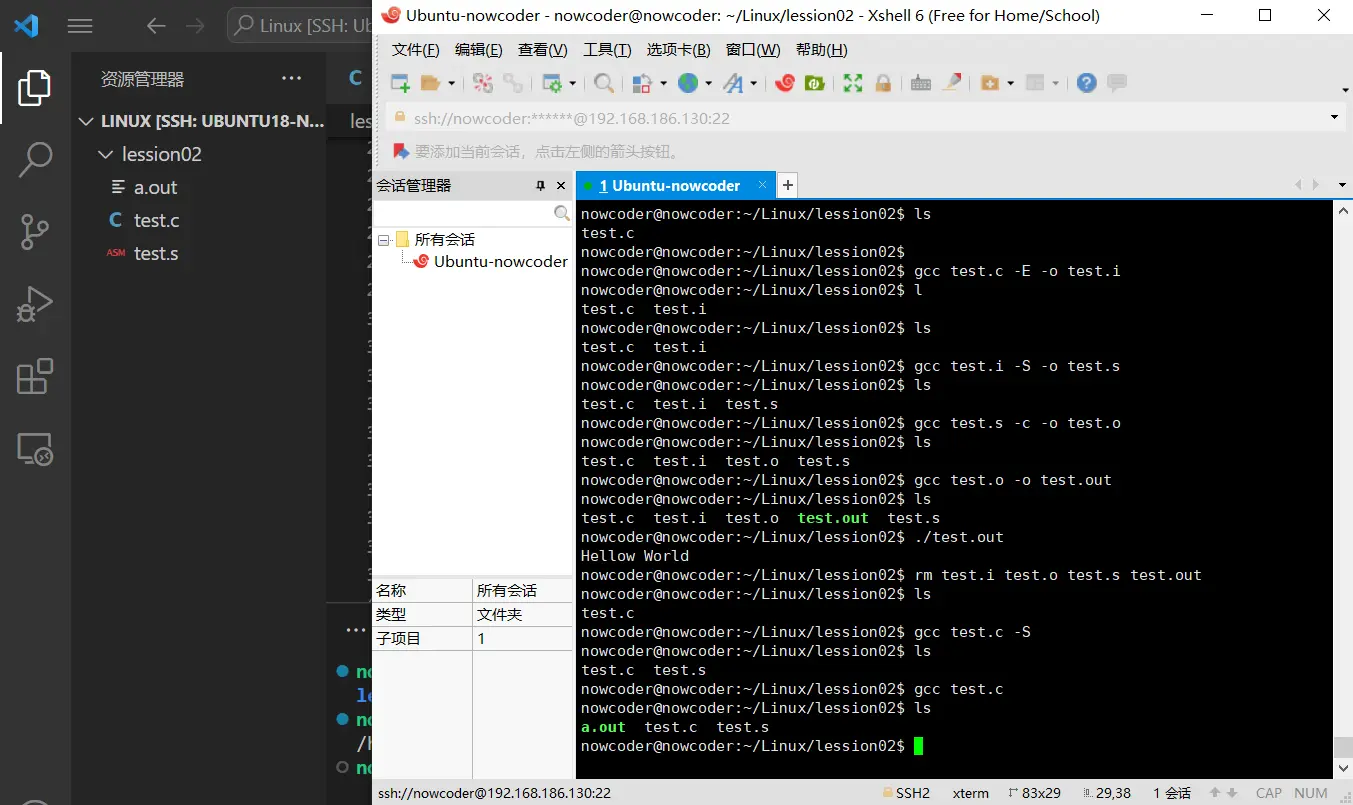 Linux [SSH: Ub
资源管理器
LINUX [SSH: UBUNTU18-N...
lession02
a.out
C test.c
ASM test.s
C
les
Ubuntu-nowcoder - nowcoder@nowcoder: ~/Linux/lession02 - Xshell 6 (Free for Home/School)
文件(F) 编辑(E) 查看(V) 工具(T) 选项卡(B) 窗口(W) 帮助(H)
ssh://nowcoder:******@192.168.186.130:22
要添加当前会话，点击左侧的箭头按钮。
会话管理器
所有会话
Ubuntu-nowcoder
名称 所有会话
类型 文件夹
子项目 1
1 Ubuntu-nowcoder
nowcoder@nowcoder:~/Linux/lession02$ ls
test.c
nowcoder@nowcoder:~/Linux/lession02$
nowcoder@nowcoder:~/Linux/lession02$ gcc test.c -E -o test.i
nowcoder@nowcoder:~/Linux/lession02$ l
test.c  test.i
nowcoder@nowcoder:~/Linux/lession02$ ls
test.c  test.i
nowcoder@nowcoder:~/Linux/lession02$ gcc test.i -S -o test.s
nowcoder@nowcoder:~/Linux/lession02$ ls
test.c  test.i  test.s
nowcoder@nowcoder:~/Linux/lession02$ gcc test.s -c -o test.o
nowcoder@nowcoder:~/Linux/lession02$ ls
test.c  test.i  test.o  test.s
nowcoder@nowcoder:~/Linux/lession02$ gcc test.o -o test.out
nowcoder@nowcoder:~/Linux/lession02$ ls
test.c  test.i  test.o  test.out  test.s
nowcoder@nowcoder:~/Linux/lession02$ ./test.out
Hellow World
nowcoder@nowcoder:~/Linux/lession02$ rm test.i test.o test.s test.out
nowcoder@nowcoder:~/Linux/lession02$ ls
test.c
nowcoder@nowcoder:~/Linux/lession02$ gcc test.c -S
nowcoder@nowcoder:~/Linux/lession02$ ls
test.c  test.s
nowcoder@nowcoder:~/Linux/lession02$ gcc test.c
nowcoder@nowcoder:~/Linux/lession02$ ls
a.out  test.c  test.s
nowcoder@nowcoder:~/Linux/lession02$
ssh://nowcoder@192.168.186.130:22 SSH2 xterm 83x29 29,38 1 会话 CAP NUM